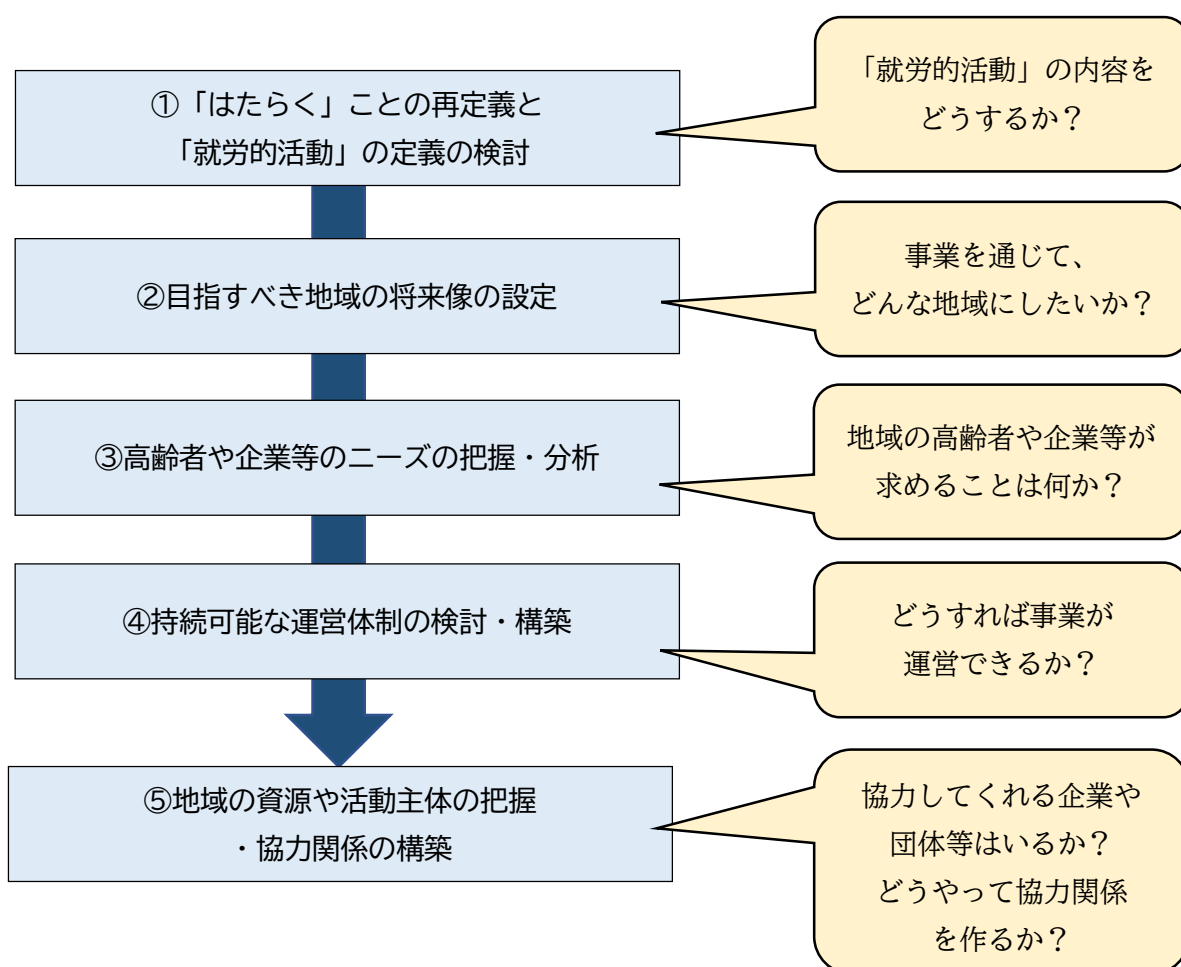 ①「はたらく」ことの再定義と
「就労的活動」の定義の検討
「就労的活動」の内容を
どうするか？
②目指すべき地域の将来像の設定
事業を通じて、
どんな地域にしたいか？
③高齢者や企業等のニーズの把握・分析
地域の高齢者や企業等が
求めることは何か？
④持続可能な運営体制の検討・構築
どうすれば事業が
運営できるか？
⑤地域の資源や活動主体の把握
・協力関係の構築
協力してくれる企業や
団体等はいるか？
どうやって協力関係
を作るか？